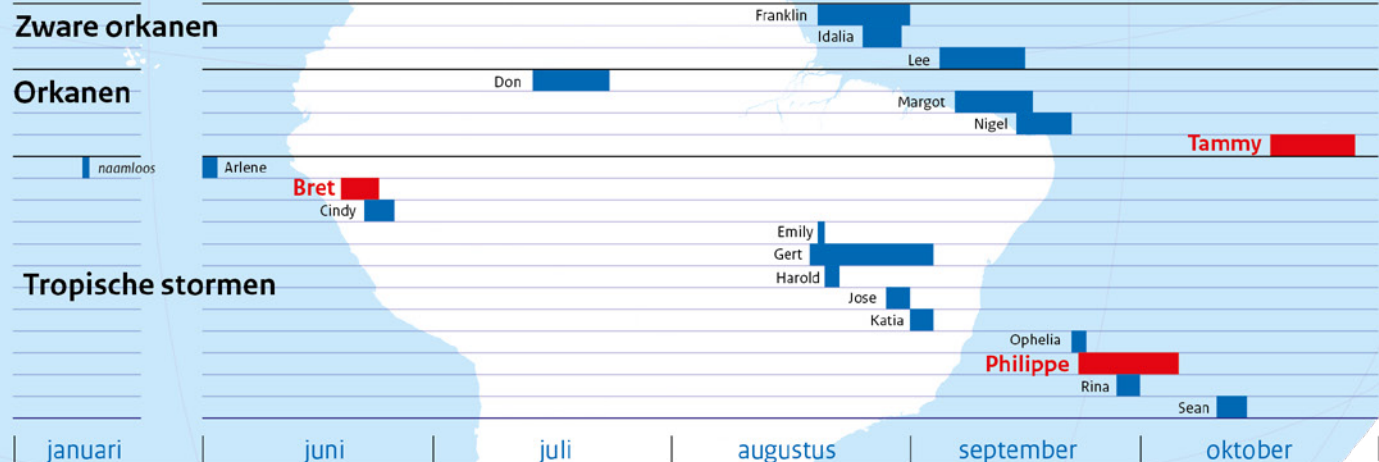 Franklin
Zware orkanen
Idalia
Lee
Don
Orkanen
Margot
Nigel
Tammy
naamloos Arlene
Bret
Cindy
Emily
Gert
Harold
Tropische stormen
Jose
Katia
Ophelia
Philippe
Rina
Sean
januari juni juli augustus september oktober